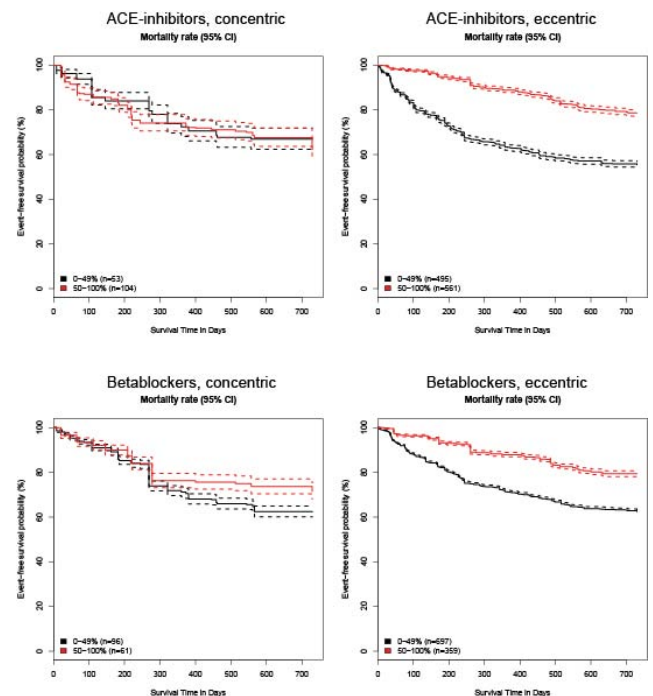 ACE-inhibitors, concentric
Mortality rate (95% CI)
Event-free survival probability (%)
100
80
60
40
20
0
0-49% (n=53)
50-100% (n=104)
0 100 200 300 400 500 600 700
Survival Time in Days
ACE-inhibitors, eccentric
Mortality rate (95% CI)
Event-free survival probability (%)
100
80
60
40
20
0
0-49% (n=495)
50-100% (n=561)
0 100 200 300 400 500 600 700
Survival Time in Days
Betablockers, concentric
Mortality rate (95% CI)
Event-free survival probability (%)
100
80
60
40
20
0
0-49% (n=96)
50-100% (n=61)
0 100 200 300 400 500 600 700
Survival Time in Days
Betablockers, eccentric
Mortality rate (95% CI)
Event-free survival probability (%)
100
80
60
40
20
0
0-49% (n=697)
50-100% (n=359)
0 100 200 300 400 500 600 700
Survival Time in Days